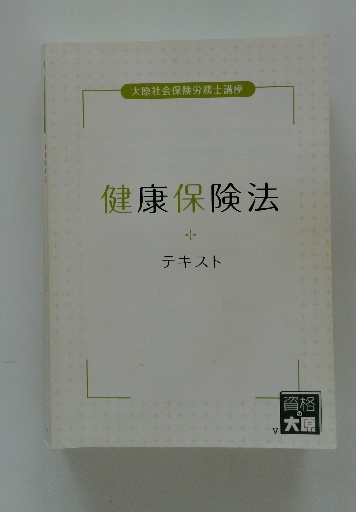 大原社会保険労務士講座
健康保険法
テキスト
資格
の
大原
V